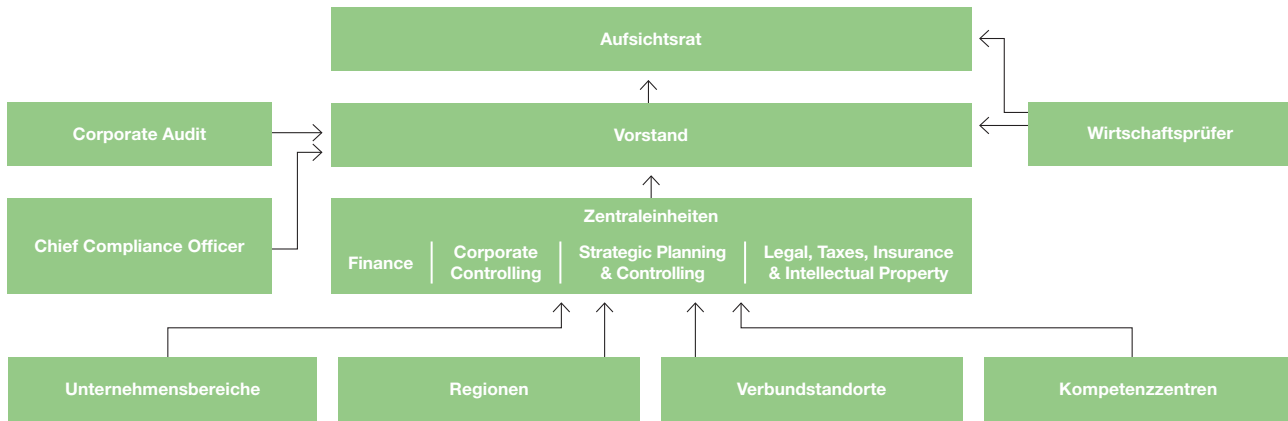 Aufsichtsrat
Corporate Audit
Vorstand
Wirtschaftsprüfer
Chief Compliance Officer
Zentraleinheiten
Finance
Corporate
Controlling
Strategic Planning
& Controlling
Legal, Taxes, Insurance
& Intellectual Property
Unternehmensbereiche
Regionen
Verbundstandorte
Kompetenzzentren